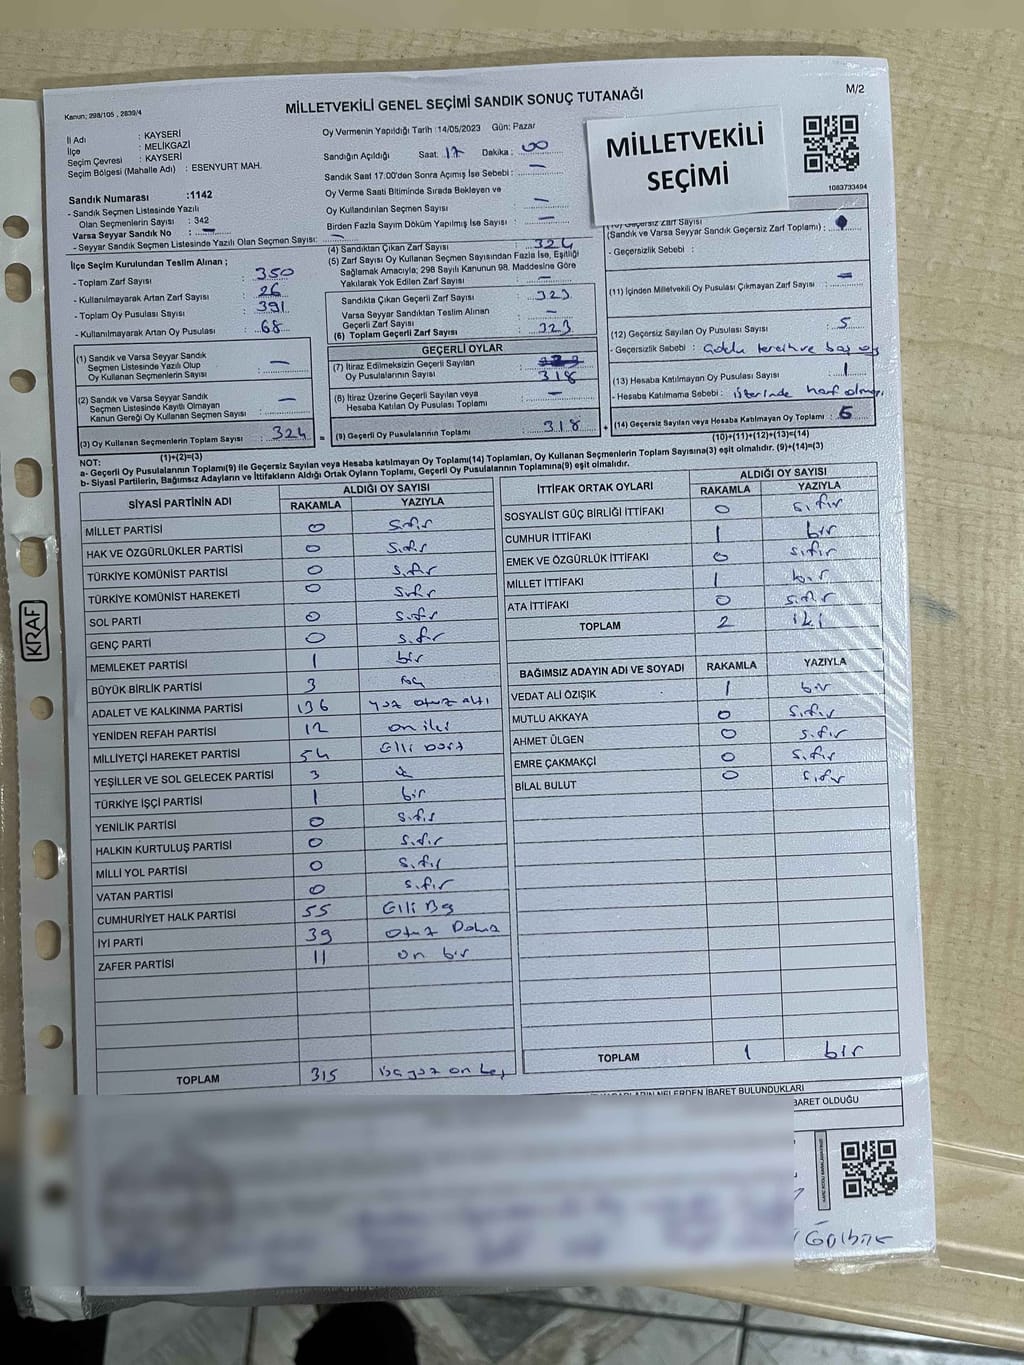 Kanun; 298/105 , 2839/4
MİLLETVEKİLİ GENEL SEÇİMİ SANDIK SONUÇ TUTANAĞI
M/2
İl Adı : KAYSERİ
İlçe : MELİKGAZİ
Seçim Çevresi : KAYSERİ
Seçim Bölgesi (Mahalle Adı) : ESENYURT MAH.
Sandık Numarası :1142
- Sandık Seçmen Listesinde Yazılı
Olan Seçmenlerin Sayısı : 342
Varsa Seyyar Sandık No : —
- Seyyar Sandık Seçmen Listesinde Yazılı Olan Seçmen Sayısı: —
Oy Vermenin Yapıldığı Tarih :14/05/2023 Gün: Pazar
Sandığın Açıldığı Saat: 17 Dakika : 00
Sandık Saat 17:00'den Sonra Açımış İse Sebebi : —
Oy Verme Saati Bitiminde Sırada Bekleyen ve
Oy Kullandırılan Seçmen Sayısı —
Birden Fazla Sayım Döküm Yapılmış İse Sayısı : —
MİLLETVEKİLİ
SEÇİMİ
1083733494
İlçe Seçim Kurulundan Teslim Alınan ;
- Toplam Zarf Sayısı : 350
- Kullanılmayarak Artan Zarf Sayısı : 26
- Toplam Oy Pusulası Sayısı : 391
- Kullanılmayarak Artan Oy Pusulası : 68
(1) Sandık ve Varsa Seyyar Sandık
Seçmen Listesinde Yazılı Olup
Oy Kullanan Seçmenlerin Sayısı : —
(2) Sandık ve Varsa Seyyar Sandık
Seçmen Listesinde Kayıtlı Olmayan
Kanun Gereği Oy Kullanan Seçmen Sayısı : —
(3) Oy Kullanan Seçmenlerin Toplam Sayısı : 324
(1)+(2)=(3)
(4) Sandıktan Çıkan Zarf Sayısı : 324
(5) Zarf Sayısı Oy Kullanan Seçmen Sayısından Fazla İse, Eşitliği
Sağlamak Amacıyla; 298 Sayılı Kanunun 98. Maddesine Göre
Yakılarak Yok Edilen Zarf Sayısı : —
Sandıkta Çıkan Geçerli Zarf Sayısı : 323
Varsa Seyyar Sandıktan Teslim Alınan
Geçerli Zarf Sayısı : —
(6) Toplam Geçerli Zarf Sayısı : 323
GEÇERLİ OYLAR
(7) İtiraz Edilmeksizin Geçerli Sayılan
Oy Pusulalarının Sayısı : 318
(8) İtiraz Üzerine Geçerli Sayılan veya
Hesaba Katılan Oy Pusulası Toplamı : —
= (9) Geçerli Oy Pusulalarının Toplamı : 318 +
(10) Geçersiz Zarf Sayısı
(Sandık ve Varsa Seyyar Sandık Geçersiz Zarf Toplamı) :
- Geçersizlik Sebebi :
(11) İçinden Milletvekili Oy Pusulası Çıkmayan Zarf Sayısı : —
(12) Geçersiz Sayılan Oy Pusulası Sayısı : 5
- Geçersizlik Sebebi : Çoklu tercih ve boş oy
(13) Hesaba Katılmayan Oy Pusulası Sayısı : 1
- Hesaba Katılmama Sebebi : üzerinde harf olması
(14) Geçersiz Sayılan veya Hesaba Katılmayan Oy Toplamı : 6
(10)+(11)+(12)+(13)=(14)
NOT:
a- Geçerli Oy Pusulaların Toplamı(9) ile Geçersiz Sayılan veya Hesaba katılmayan Oy Toplamı(14) Toplamları, Oy Kullanan Seçmenlerin Toplam Sayısına(3) eşit olmalıdır. (9)+(14)=(3)
b- Siyasi Partilerin, Bağımsız Adayların ve İttifakların Aldığı Ortak Oyların Toplamı, Geçerli Oy Pusulalarının Toplamına(9) eşit olmalıdır.
SİYASİ PARTİNİN ADI
ALDIĞI OY SAYISI
RAKAMLA YAZIYLA
MİLLET PARTİSİ 0 sıfır
HAK VE ÖZGÜRLÜKLER PARTİSİ 0 sıfır
TÜRKİYE KOMÜNİST PARTİSİ 0 sıfır
TÜRKİYE KOMÜNİST HAREKETİ 0 sıfır
SOL PARTİ 0 sıfır
GENÇ PARTİ 0 sıfır
MEMLEKET PARTİSİ 1 bir
BÜYÜK BİRLİK PARTİSİ 3 üç
ADALET VE KALKINMA PARTİSİ 136 yüz otuz altı
YENİDEN REFAH PARTİSİ 12 on iki
MİLLİYETÇİ HAREKET PARTİSİ 54 Elli dört
YEŞİLLER VE SOL GELECEK PARTİSİ 3 üç
TÜRKİYE İŞÇİ PARTİSİ 1 bir
YENİLİK PARTİSİ 0 sıfır
HALKIN KURTULUŞ PARTİSİ 0 sıfır
MİLLİ YOL PARTİSİ 0 sıfır
VATAN PARTİSİ 0 sıfır
CUMHURİYET HALK PARTİSİ 55 Elli Beş
İYİ PARTİ 39 otuz Dokuz
ZAFER PARTİSİ 11 on bir
TOPLAM 315 üç yüz on beş
İTTİFAK ORTAK OYLARI
ALDIĞI OY SAYISI
RAKAMLA YAZIYLA
SOSYALİST GÜÇ BİRLİĞİ İTTİFAKI 0 sıfır
CUMHUR İTTİFAKI 1 bir
EMEK VE ÖZGÜRLÜK İTTİFAKI 0 sıfır
MİLLET İTTİFAKI 1 bir
ATA İTTİFAKI 0 sıfır
TOPLAM 2 iki
BAĞIMSIZ ADAYIN ADI VE SOYADI RAKAMLA YAZIYLA
VEDAT ALİ ÖZIŞIK 1 bir
MUTLU AKKAYA 0 sıfır
AHMET ÜLGEN 0 sıfır
EMRE ÇAKMAKÇİ 0 sıfır
BİLAL BULUT 0 sıfır
TOPLAM 1 bir
NELERDEN İBARET BULUNDUKLARI
BARET OLDUĞU
KRAF